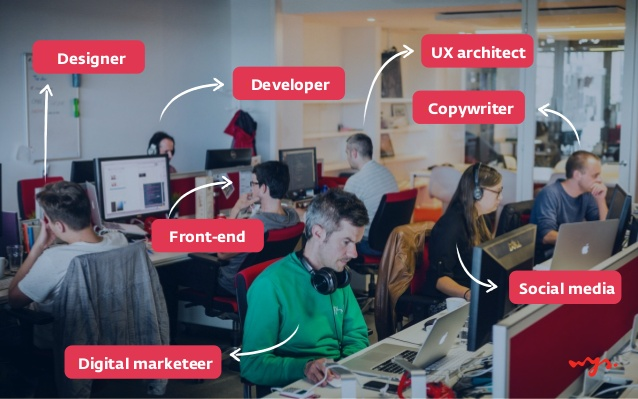 Designer
Developer
UX architect
Copywriter
Front-end
Social media
Digital marketeer